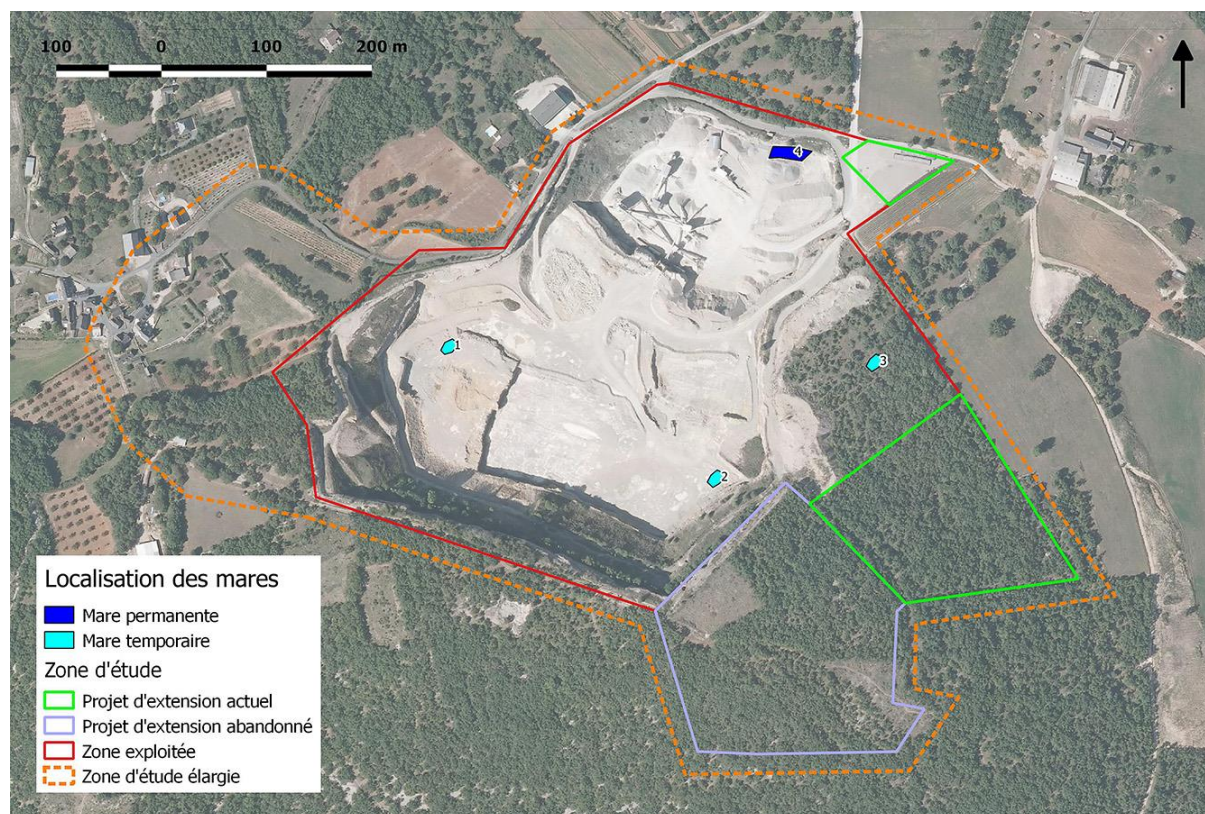 100 0 100 200 m
4
1
3
2
Localisation des mares
Mare permanente
Mare temporaire
Zone d'étude
Projet d'extension actuel
Projet d'extension abandonné
Zone exploitée
Zone d'étude élargie